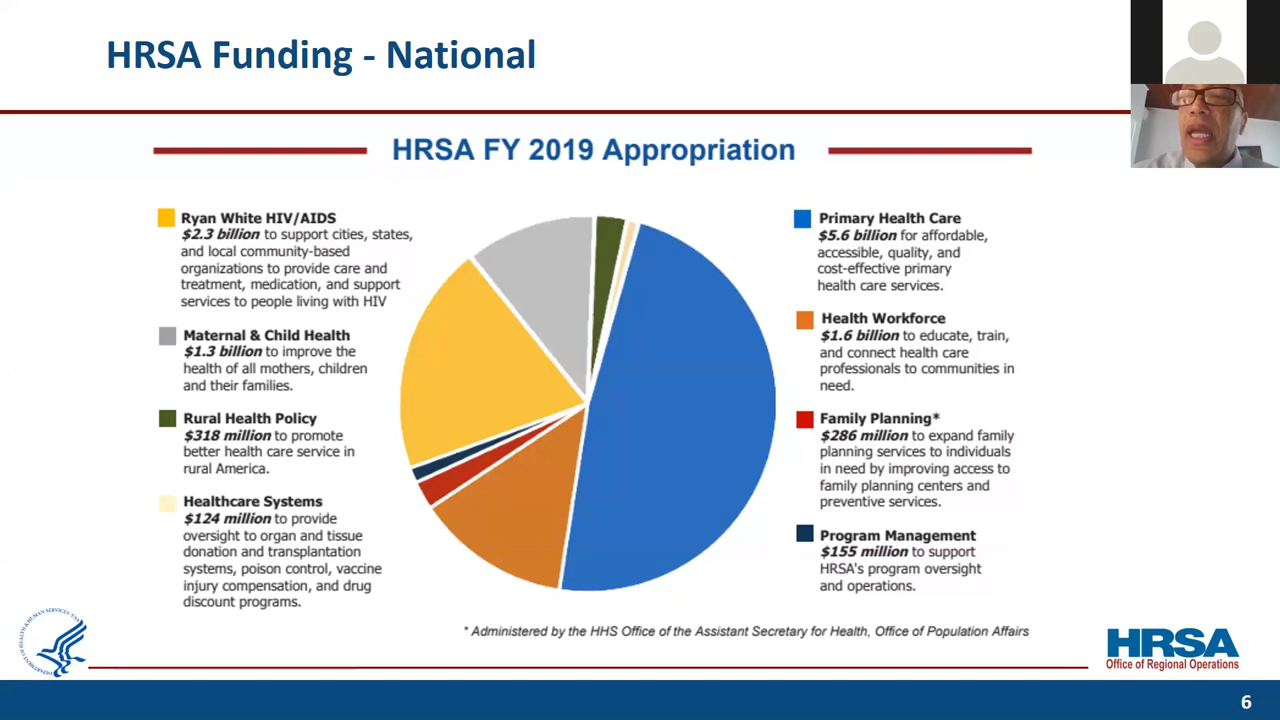 HRSA Funding - National
HRSA FY 2019 Appropriation
Ryan White HIV/AIDS
$2.3 billion to support cities, states,
and local community-based
organizations to provide care and
treatment, medication, and support
services to people living with HIV
Maternal & Child Health
$1.3 billion to improve the
health of all mothers, children
and their families.
Rural Health Policy
$318 million to promote
better health care service in
rural America.
Healthcare Systems
$124 million to provide
oversight to organ and tissue
donation and transplantation
systems, poison control, vaccine
injury compensation, and drug
discount programs.
Primary Health Care
$5.6 billion for affordable,
accessible, quality, and
cost-effective primary
health care services.
Health Workforce
$1.6 billion to educate, train,
and connect health care
professionals to communities in
need.
Family Planning*
$286 million to expand family
planning services to individuals
in need by improving access to
family planning centers and
preventive services.
Program Management
$155 million to support
HRSA's program oversight
and operations.
* Administered by the HHS Office of the Assistant Secretary for Health, Office of Population Affairs
DEPARTMENT OF HEALTH & HUMAN SERVICES USA
HRSA
Office of Regional Operations
6